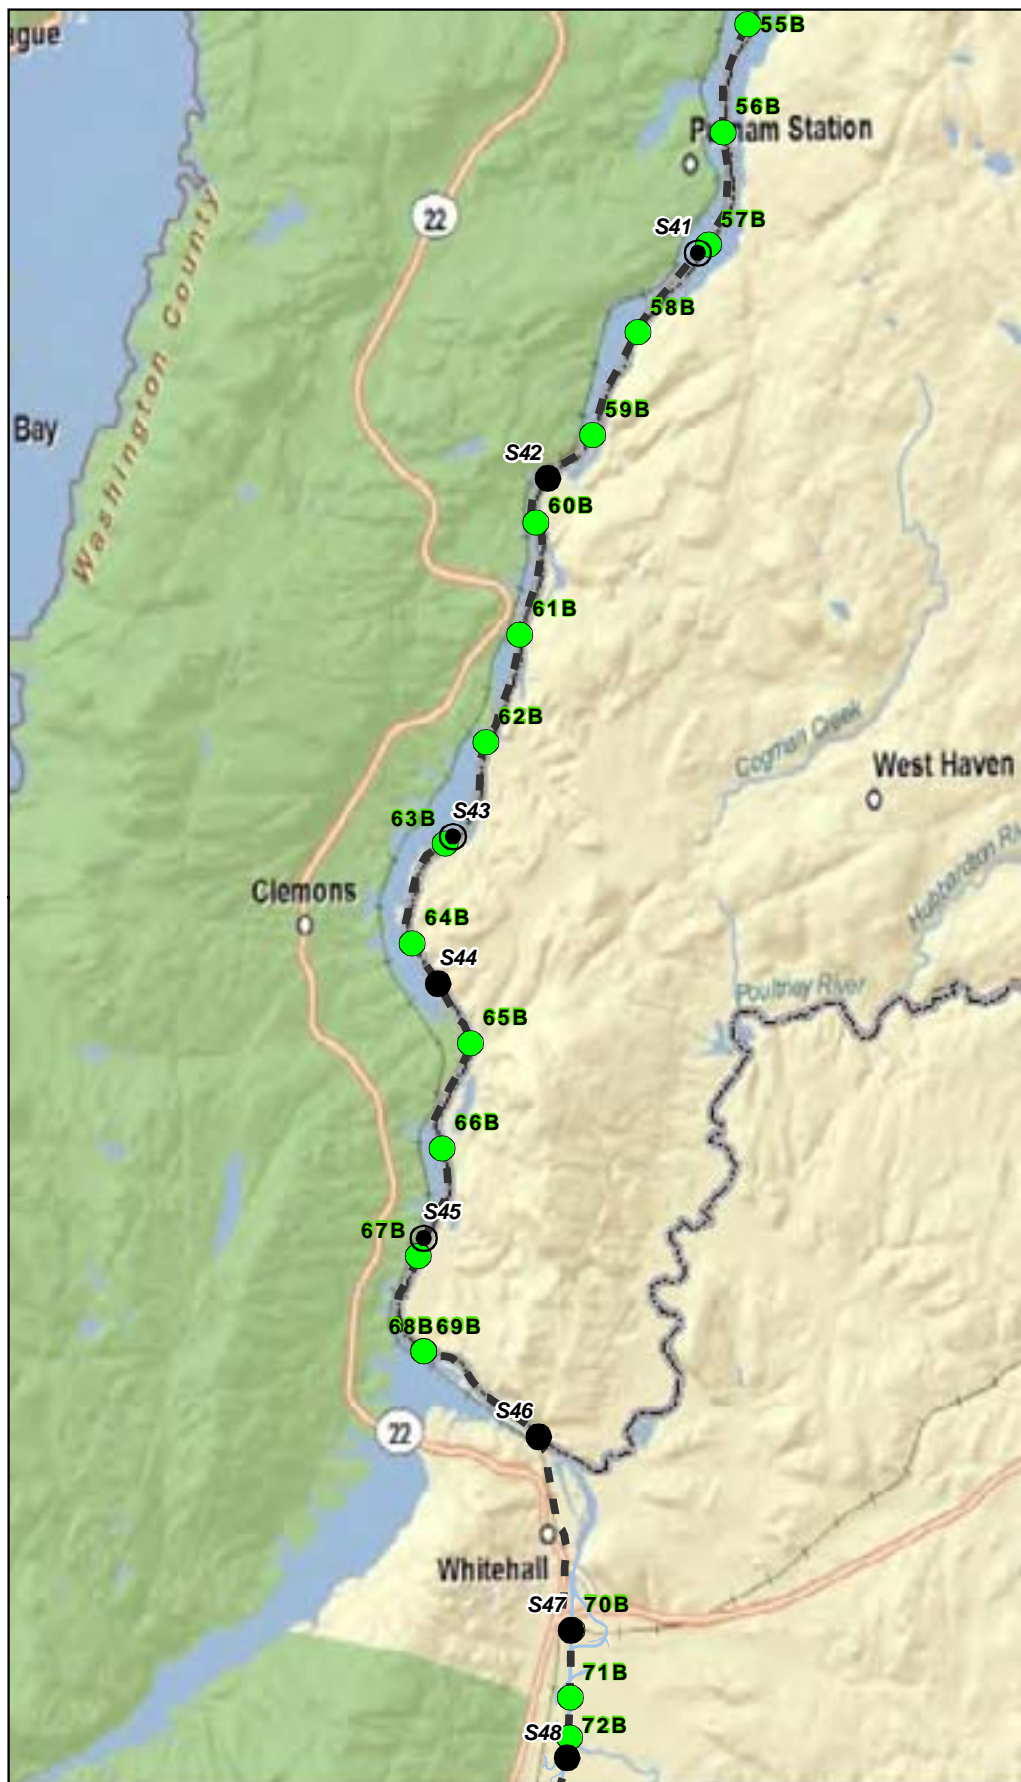 55B
56B
Station
57B
S41
22
58B
59B
Bay
S42
60B
Washington County
61B
62B
Cogman Creek
West Haven
S43
63B
Hubbardton
Clemons
64B
S44
Poultney River
65B
66B
S45
67B
68B 69B
S46
22
Whitehall
S47
70B
71B
S48
72B